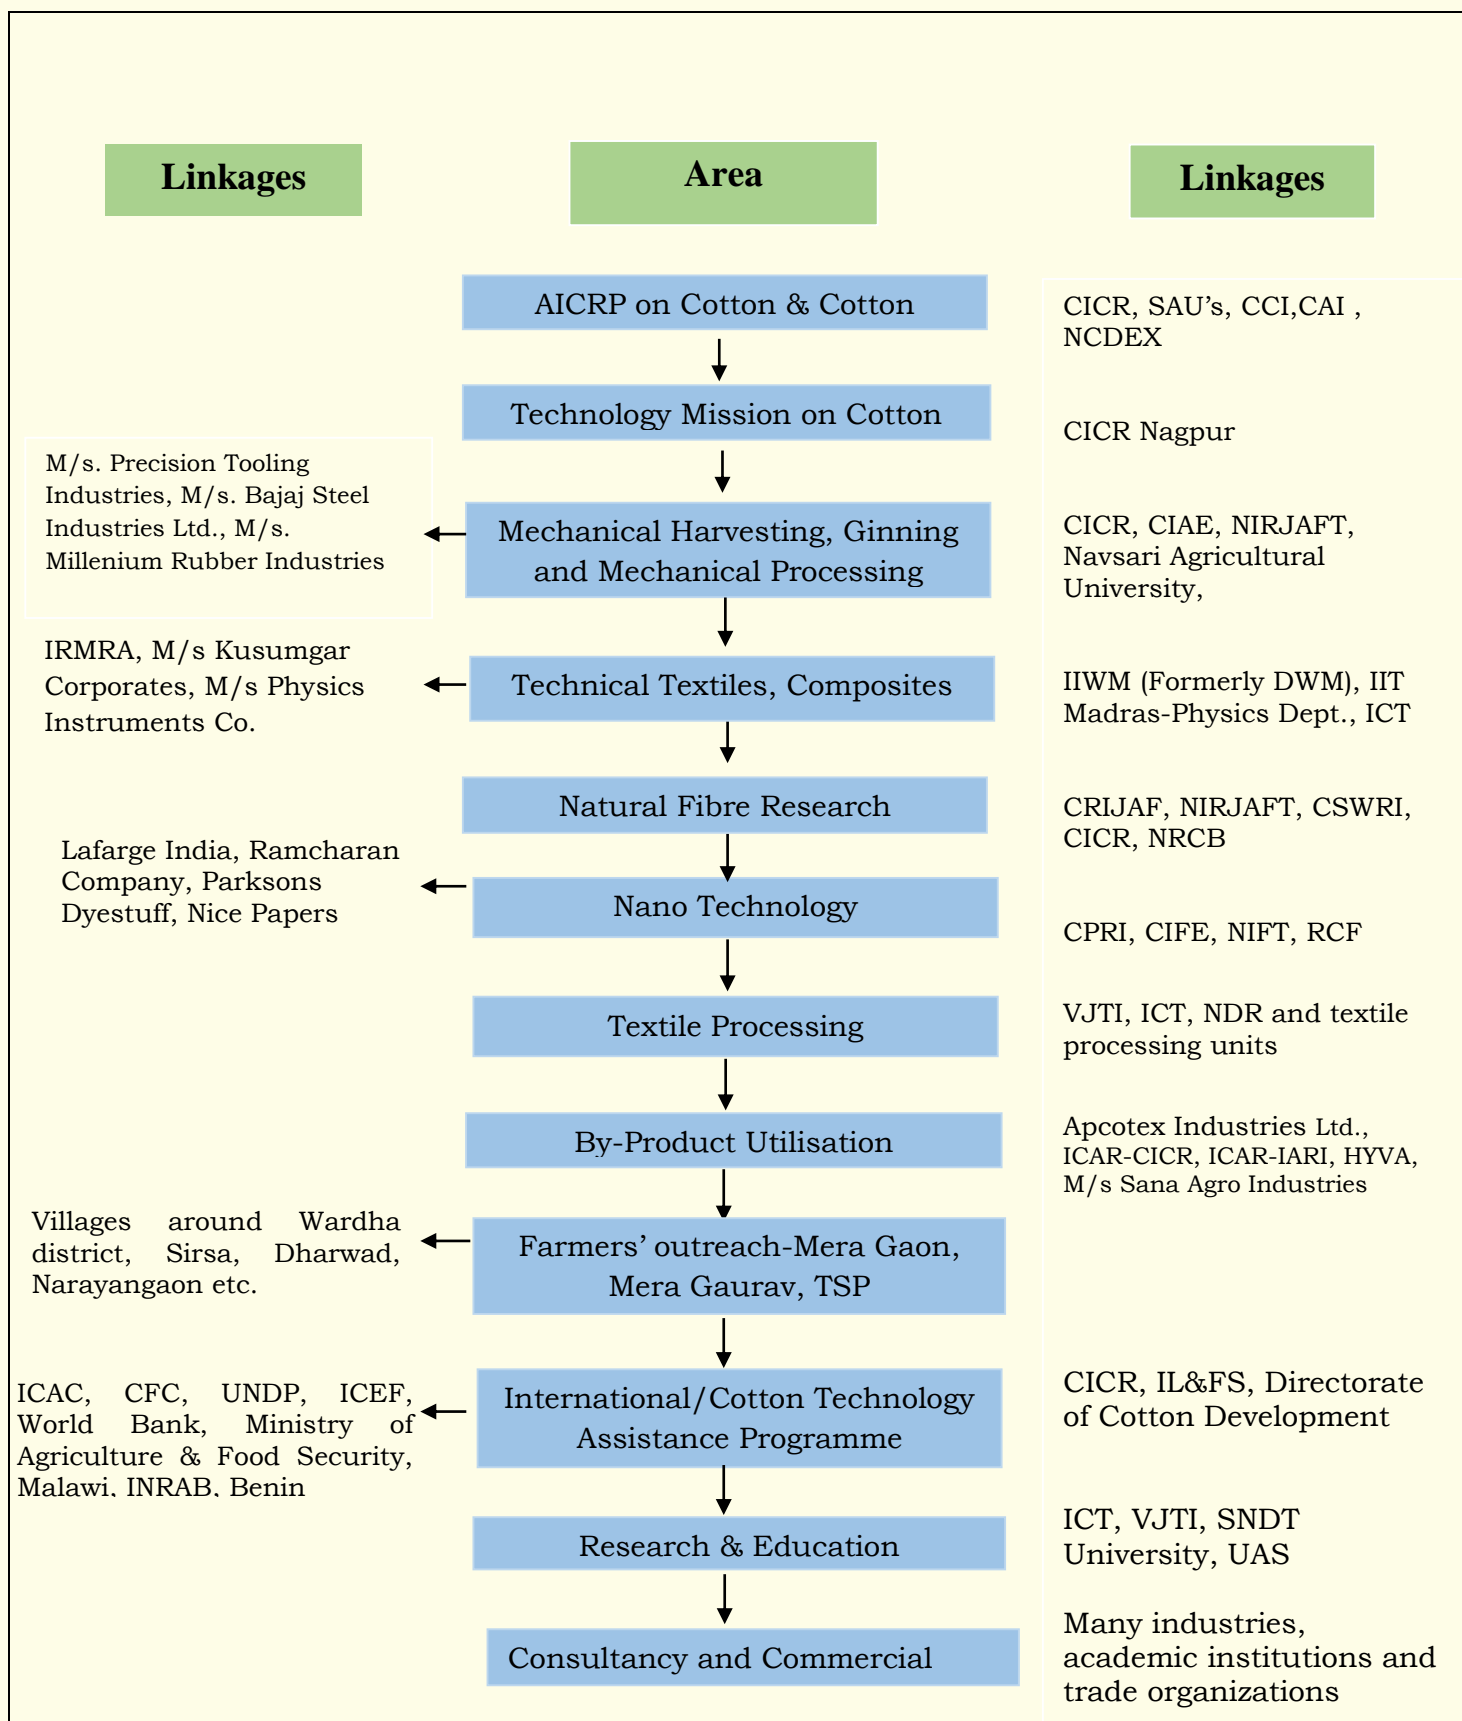 Linkages
Area
Linkages
AICRP on Cotton & Cotton
CICR, SAU's, CCI,CAI ,
NCDEX
Technology Mission on Cotton
CICR Nagpur
M/s. Precision Tooling
Industries, M/s. Bajaj Steel
Industries Ltd., M/s.
Millenium Rubber Industries
Mechanical Harvesting, Ginning
and Mechanical Processing
CICR, CIAE, NIRJAFT,
Navsari Agricultural
University,
IRMRA, M/s Kusumgar
Corporates, M/s Physics
Instruments Co.
Technical Textiles, Composites
IIWM (Formerly DWM), IIT
Madras-Physics Dept., ICT
Natural Fibre Research
CRIJAF, NIRJAFT, CSWRI,
CICR, NRCB
Lafarge India, Ramcharan
Company, Parksons
Dyestuff, Nice Papers
Nano Technology
CPRI, CIFE, NIFT, RCF
Textile Processing
VJTI, ICT, NDR and textile
processing units
By-Product Utilisation
Apcotex Industries Ltd.,
ICAR-CICR, ICAR-IARI, HYVA,
M/s Sana Agro Industries
Villages around Wardha
district, Sirsa, Dharwad,
Narayangaon etc.
Farmers' outreach-Mera Gaon,
Mera Gaurav, TSP
ICAC, CFC, UNDP, ICEF,
World Bank, Ministry of
Agriculture & Food Security,
Malawi, INRAB, Benin
International/Cotton Technology
Assistance Programme
CICR, IL&FS, Directorate
of Cotton Development
Research & Education
ICT, VJTI, SNDT
University, UAS
Consultancy and Commercial
Many industries,
academic institutions and
trade organizations